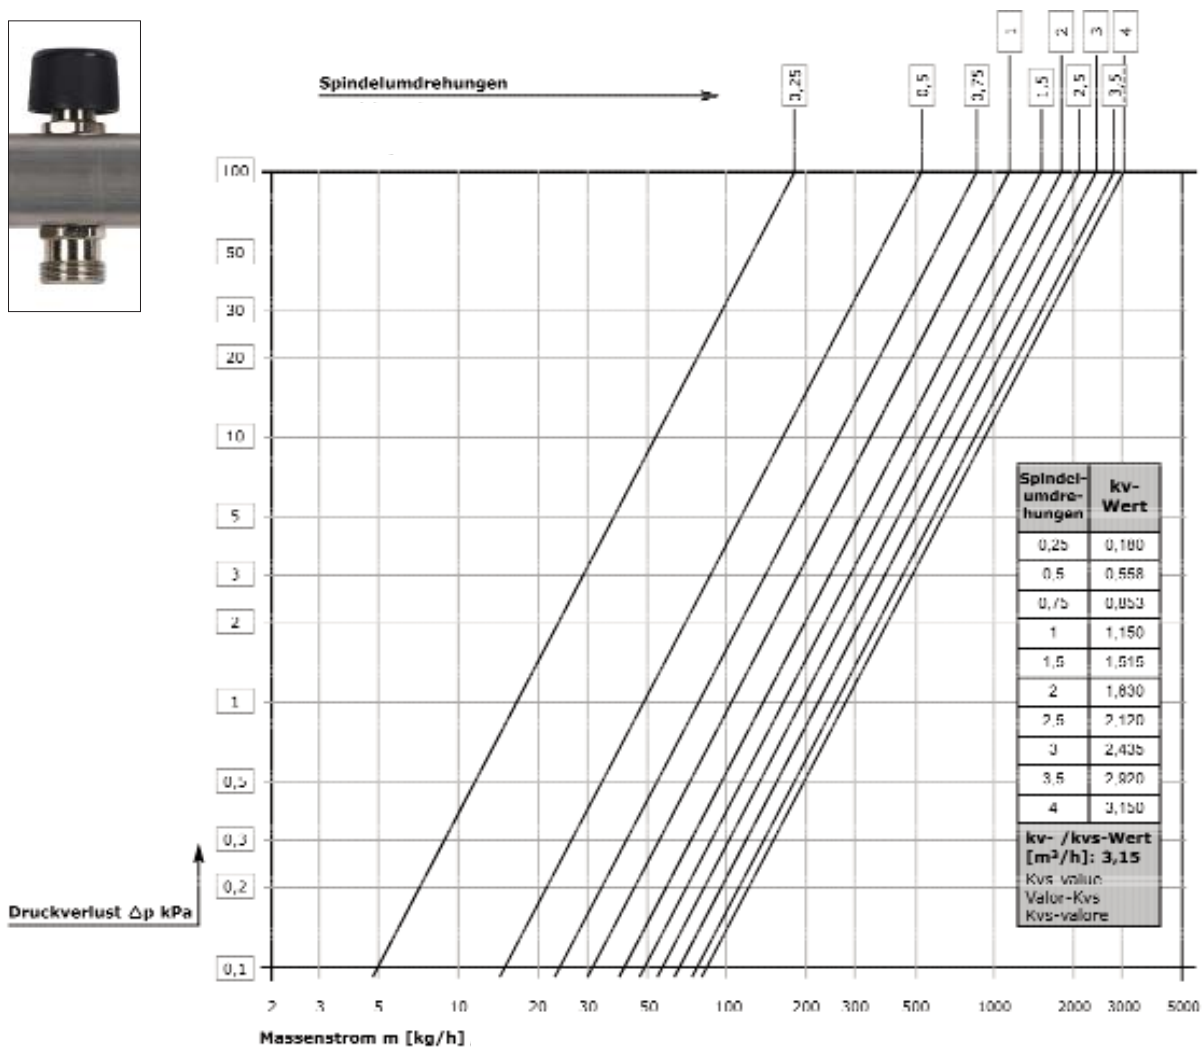 1
2
3
4
Spindelumdrehungen
0,25
0,5
0,75
1,5
2,5
3,5
100
50
30
20
10
5
3
2
1
0,5
0,3
0,2
0,1
Druckverlust Δp kPa
2 3 5 10 20 30 50 100 200 300 500 1000 2000 3000 5000
Massenstrom m [kg/h]
Spindel-
umdre-
hungen
kv-
Wert
0,25 0,180
0,5 0,558
0,75 0,853
1 1,150
1,5 1,515
2 1,830
2,5 2,120
3 2,435
3,5 2,920
4 3,150
kv- /kvs-Wert
[m³/h]: 3,15
Kvs-value
Valor-Kvs
Kvs-valore